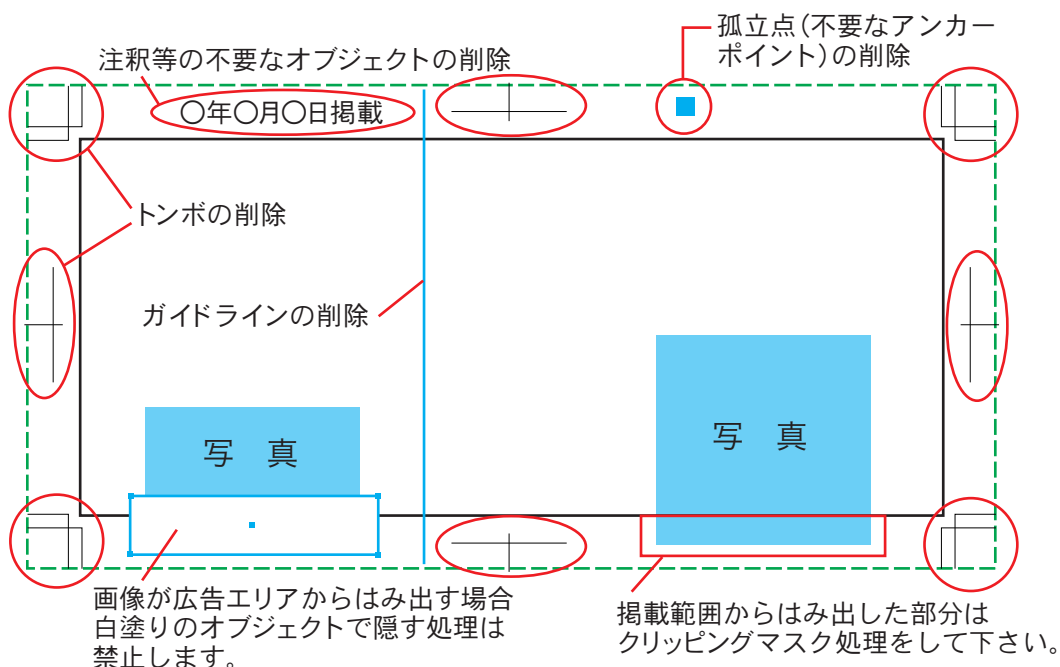 孤立点(不要なアンカー
ポイント)の削除
注釈等の不要なオブジェクトの削除
〇年〇月〇日掲載
トンボの削除
ガイドラインの削除
写 真
写 真
画像が広告エリアからはみ出す場合
白塗りのオブジェクトで隠す処理は
禁止します。
掲載範囲からはみ出した部分は
クリッピングマスク処理をして下さい。